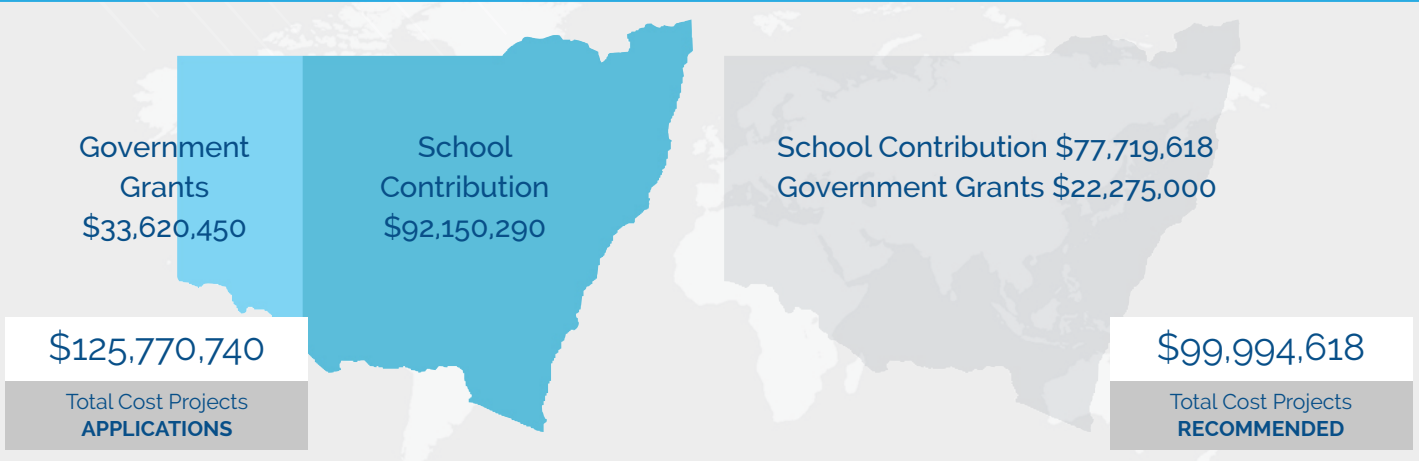 Government
Grants
$33,620,450
School
Contribution
$92,150,290
$125,770,740
Total Cost Projects
APPLICATIONS
School Contribution $77,719,618
Government Grants $22,275,000
$99,994,618
Total Cost Projects
RECOMMENDED